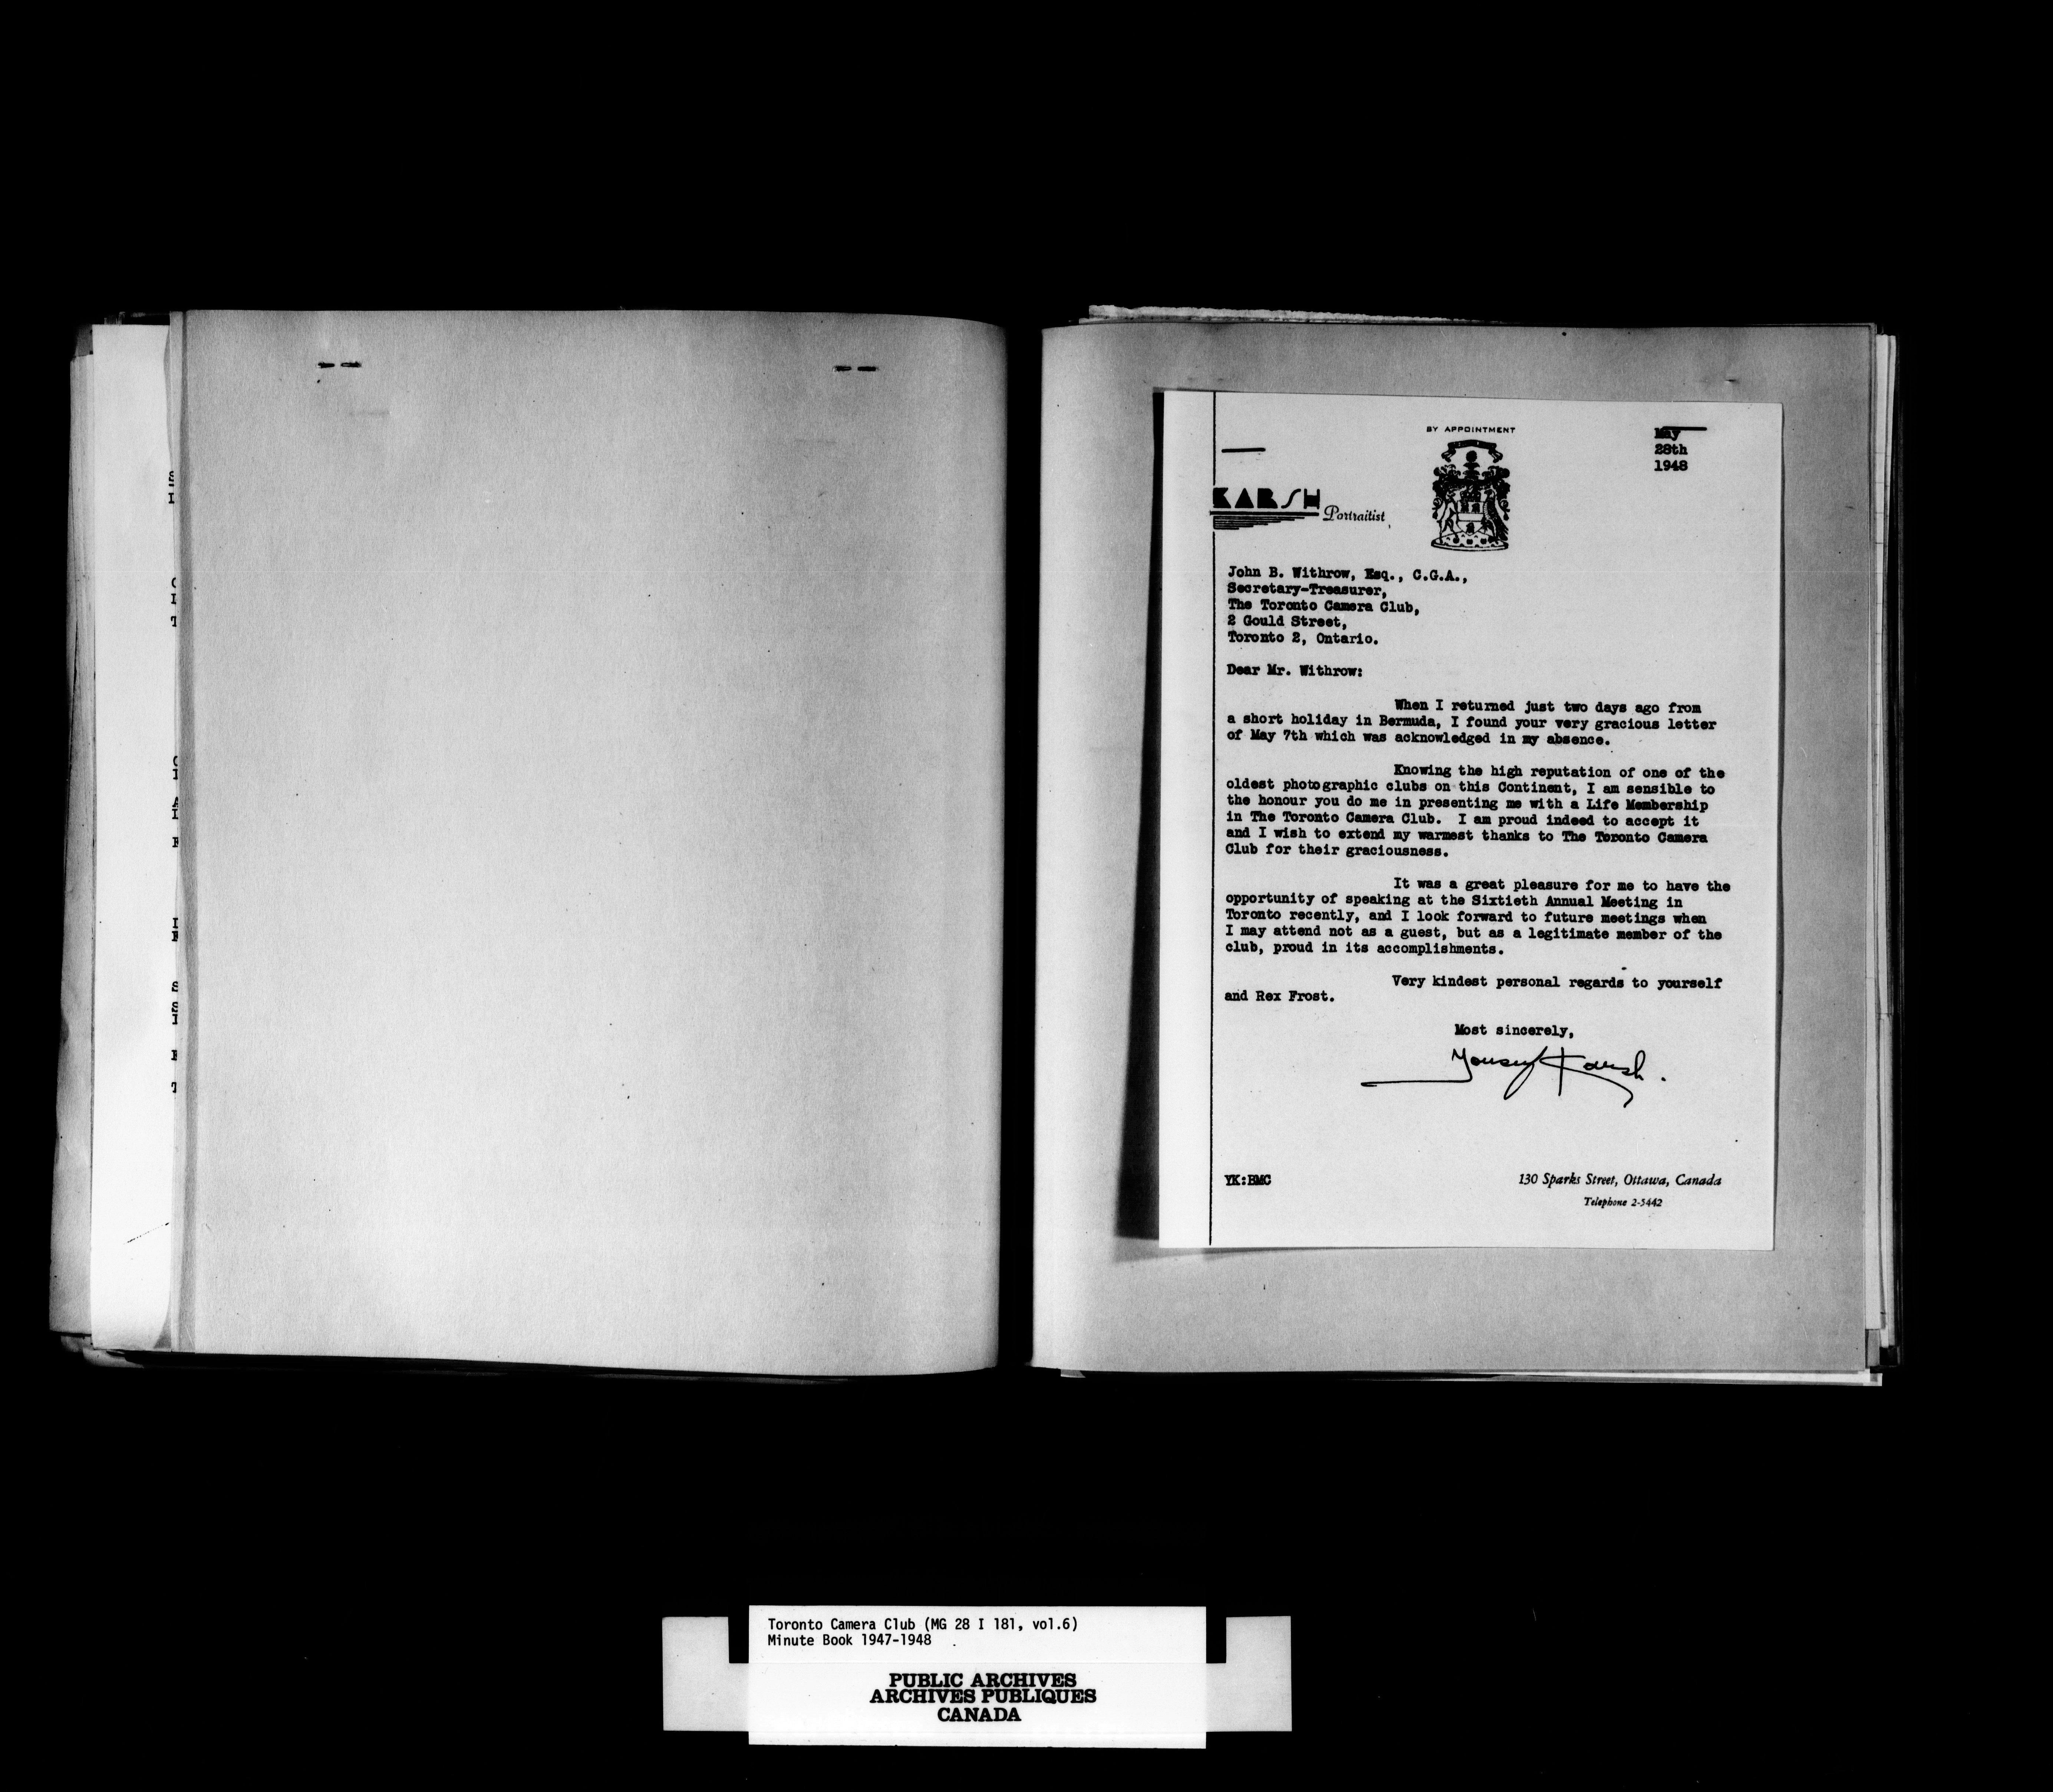 BY APPOINTMENT
May
28th
1948
KARSH Portraitist
John B. Withrow, Esq., C.G.A.,
Secretary-Treasurer,
The Toronto Camera Club,
2 Gould Street,
Toronto 2, Ontario.
Dear Mr. Withrow:
When I returned just two days ago from
a short holiday in Bermuda, I found your very gracious letter
of May 7th which was acknowledged in my absence.
Knowing the high reputation of one of the
oldest photographic clubs on this Continent, I am sensible to
the honour you do me in presenting me with a Life Membership
in The Toronto Camera Club. I am proud indeed to accept it
and I wish to extend my warmest thanks to The Toronto Camera
Club for their graciousness.
It was a great pleasure for me to have the
opportunity of speaking at the Sixtieth Annual Meeting in
Toronto recently, and I look forward to future meetings when
I may attend not as a guest, but as a legitimate member of the
club, proud in its accomplishments.
Very kindest personal regards to yourself
and Rex Frost.
Most sincerely,
Yousuf Karsh.
YK:BMC
130 Sparks Street, Ottawa, Canada
Telephone 2-5442
Toronto Camera Club (MG 28 I 181, vol.6)
Minute Book 1947-1948
PUBLIC ARCHIVES
ARCHIVES PUBLIQUES
CANADA